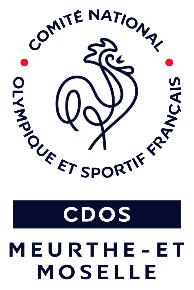 COMITÉ NATIONAL
OLYMPIQUE ET SPORTIF FRANÇAIS
CDOS
MEURTHE-ET
MOSELLE